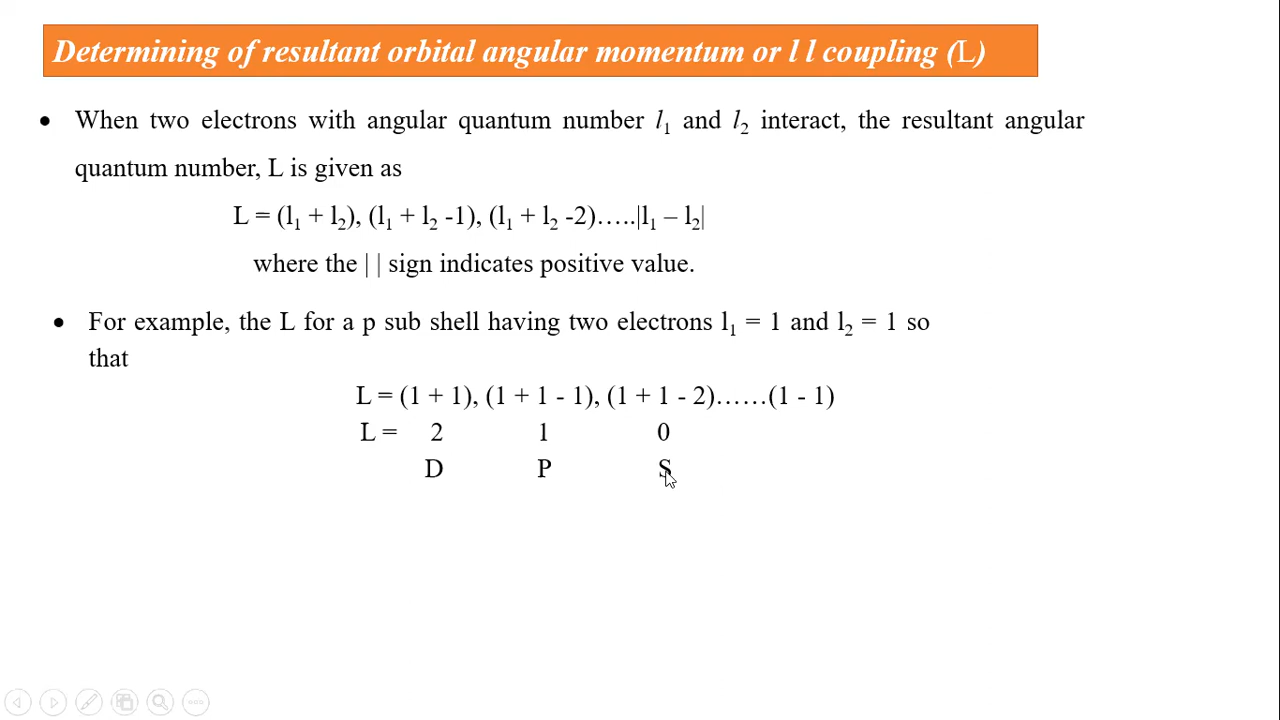 Determining of resultant orbital angular momentum or l l coupling (L)
• When two electrons with angular quantum number l₁ and l₂ interact, the resultant angular
quantum number, L is given as
L = (l₁ + l₂), (l₁ + l₂ -1), (l₁ + l₂ -2)…..|l₁ – l₂|
where the | | sign indicates positive value.
• For example, the L for a p sub shell having two electrons l₁ = 1 and l₂ = 1 so
that
L = (1 + 1), (1 + 1 - 1), (1 + 1 - 2)……(1 - 1)
L = 2 1 0
D P S